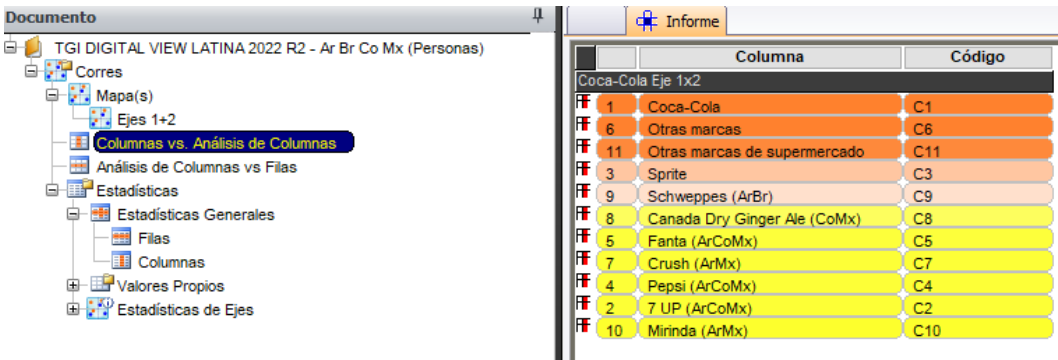 Documento
TGI DIGITAL VIEW LATINA 2022 R2 - Ar Br Co Mx (Personas)
Corres
Mapa(s)
Ejes 1+2
Columnas vs. Análisis de Columnas
Análisis de Columnas vs Filas
Estadísticas
Estadísticas Generales
Filas
Columnas
Valores Propios
Estadísticas de Ejes
Informe
Columna Código
Coca-Cola Eje 1x2
1 Coca-Cola C1
6 Otras marcas C6
11 Otras marcas de supermercado C11
3 Sprite C3
9 Schweppes (ArBr) C9
8 Canada Dry Ginger Ale (CoMx) C8
5 Fanta (ArCoMx) C5
7 Crush (ArMx) C7
4 Pepsi (ArCoMx) C4
2 7 UP (ArCoMx) C2
10 Mirinda (ArMx) C10